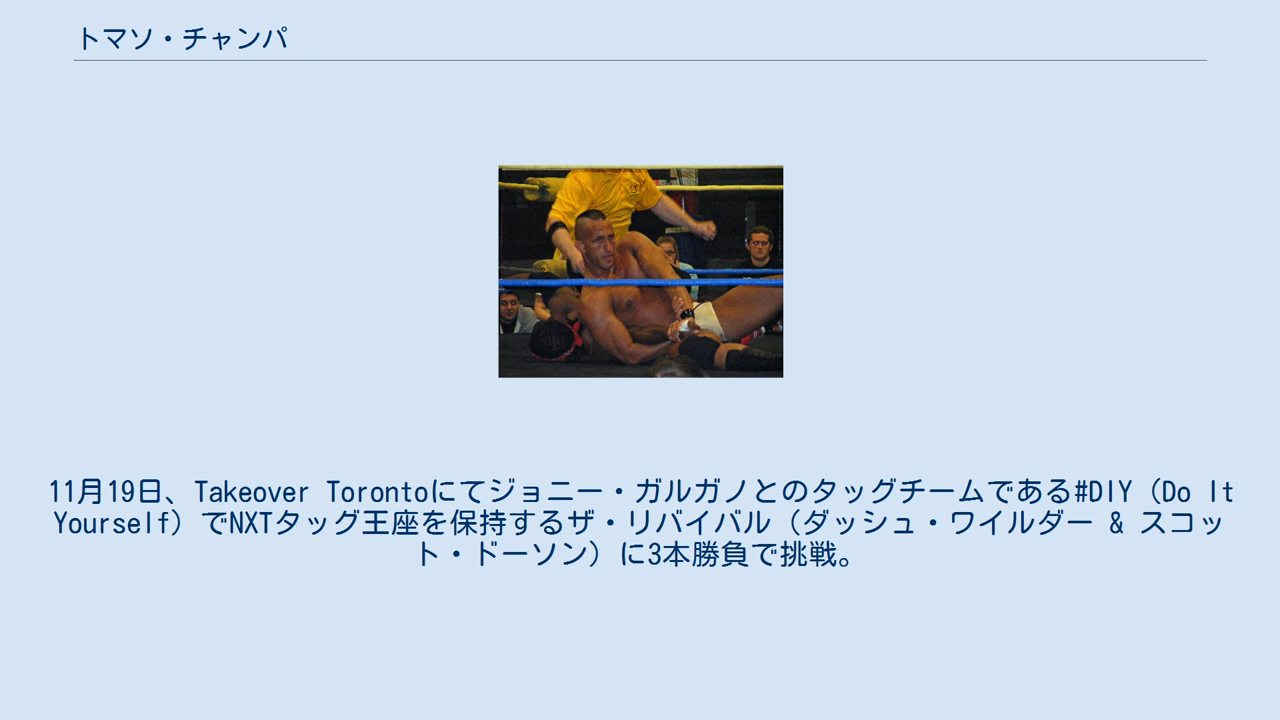 トマソ・チャンパ
11月19日、Takeover Torontoにてジョニー・ガルガノとのタッグチームである#DIY（Do It
Yourself）でNXTタッグ王座を保持するザ・リバイバル（ダッシュ・ワイルダー & スコッ
ト・ドーソン）に3本勝負で挑戦。